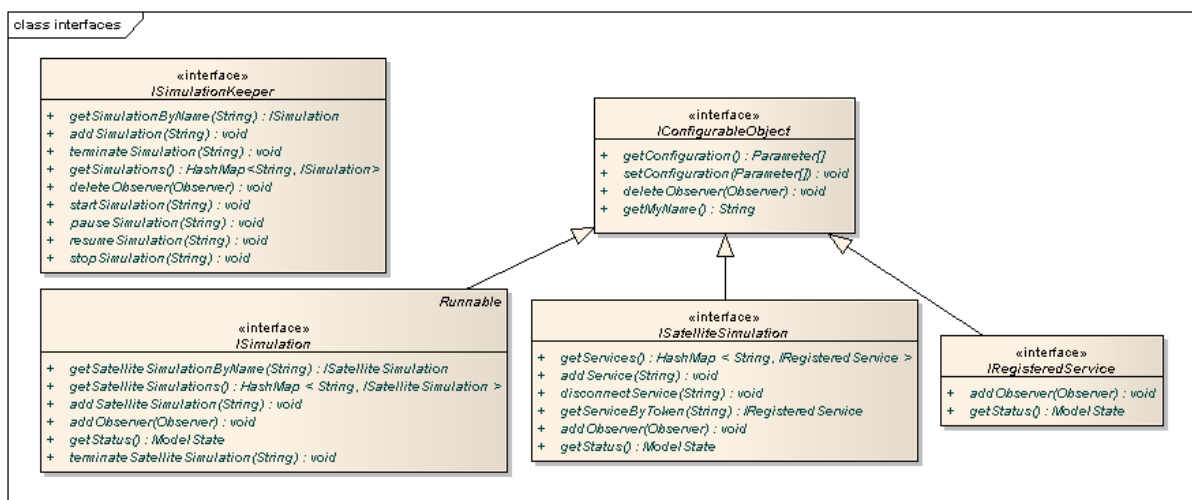 class interfaces
«interface»
ISimulationKeeper
+ getSimulationByName(String) : ISimulation
+ addSimulation(String) : void
+ terminateSimulation(String) : void
+ getSimulations() : HashMap<String, ISimulation>
+ deleteObserver(Observer) : void
+ startSimulation(String) : void
+ pauseSimulation(String) : void
+ resumeSimulation(String) : void
+ stopSimulation(String) : void
«interface»
IConfigurableObject
+ getConfiguration() : Parameter[]
+ setConfiguration(Parameter[]) : void
+ deleteObserver(Observer) : void
+ getMyName() : String
Runnable
«interface»
ISimulation
+ getSatelliteSimulationByName(String) : ISatelliteSimulation
+ getSatelliteSimulations() : HashMap < String, ISatelliteSimulation >
+ addSatelliteSimulation(String) : void
+ addObserver(Observer) : void
+ getStatus() : ModelState
+ terminateSatelliteSimulation(String) : void
«interface»
ISatelliteSimulation
+ getServices() : HashMap < String, IRegisteredService >
+ addService(String) : void
+ disconnectService(String) : void
+ getServiceByToken(String) : IRegisteredService
+ addObserver(Observer) : void
+ getStatus() : ModelState
«interface»
IRegisteredService
+ addObserver(Observer) : void
+ getStatus() : ModelState